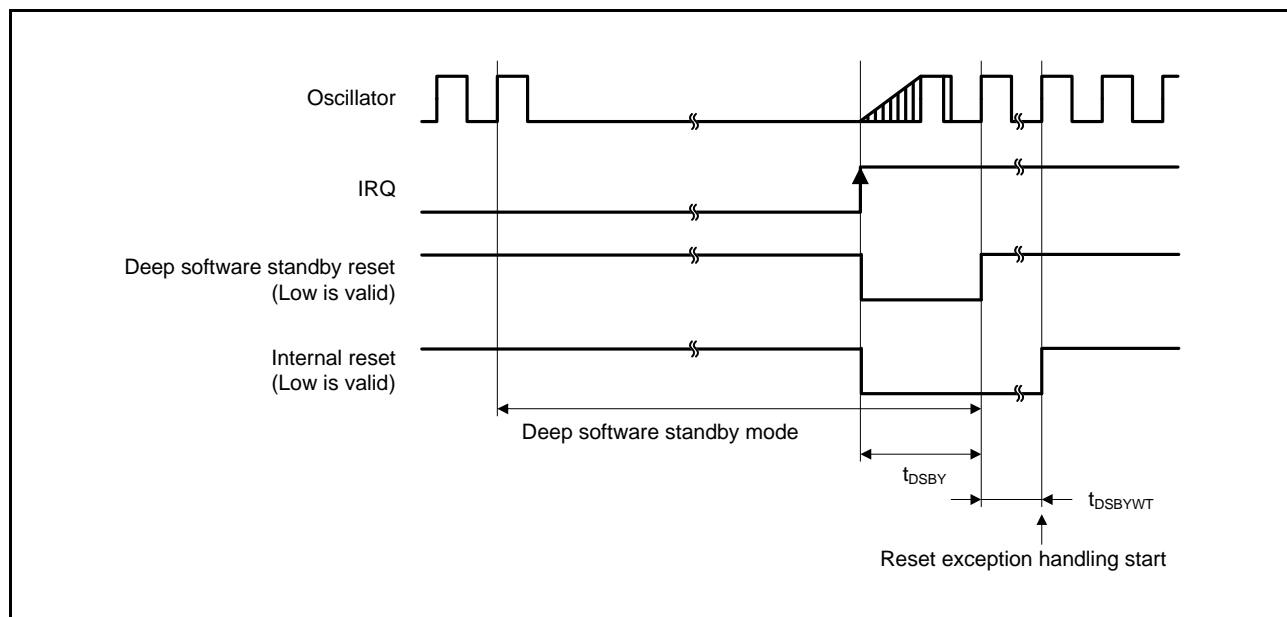 Oscillator
IRQ
Deep software standby reset
(Low is valid)
Internal reset
(Low is valid)
Deep software standby mode
tDSBY
tDSBYWT
Reset exception handling start